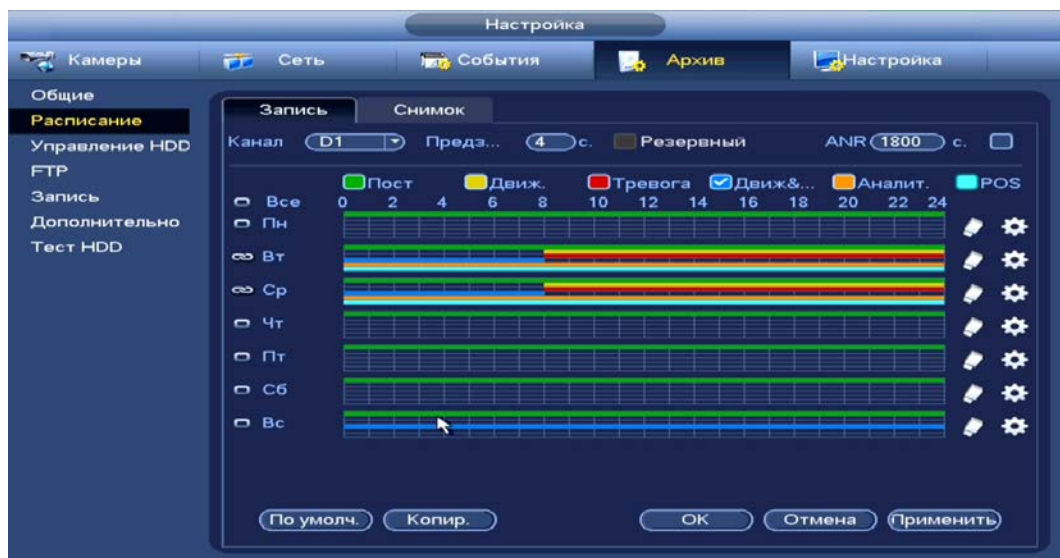 Настройка
Камеры Сеть События Архив Настройка
Общие
Расписание
Управление HDD
FTP
Запись
Дополнительно
Тест HDD
Запись Снимок
Канал D1 Предз... 4 с. Резервный ANR 1800 с.
Пост Движ. Тревога Движ&... Аналит. POS
Все 0 2 4 6 8 10 12 14 16 18 20 22 24
Пн
Вт
Ср
Чт
Пт
Сб
Вс
По умолч. Копир. OK Отмена Применить